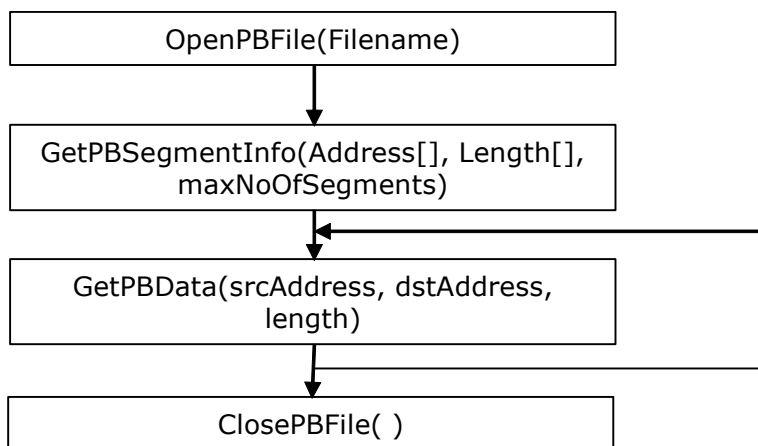 OpenPBFile(Filename)
GetPBSegmentInfo(Address[], Length[],
maxNoOfSegments)
GetPBData(srcAddress, dstAddress,
length)
ClosePBFile( )